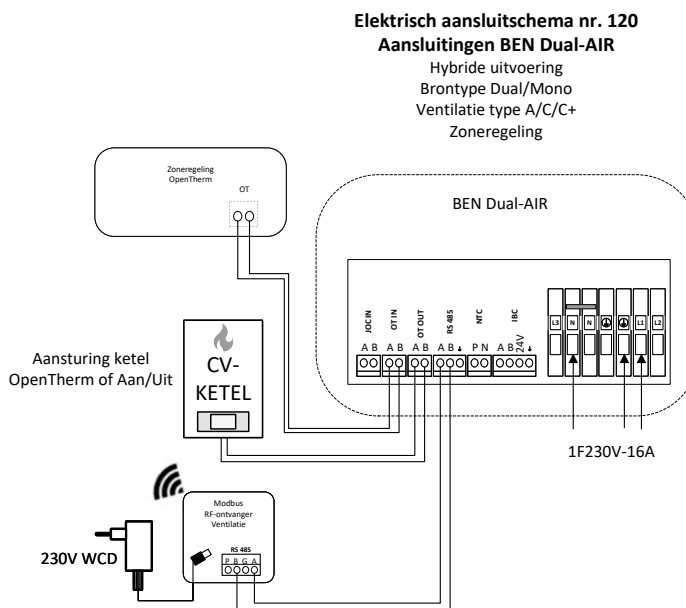 Elektrisch aansluitschema nr. 120
Aansluitingen BEN Dual-AIR
Hybride uitvoering
Brontype Dual/Mono
Ventilatie type A/C/C+
Zoneregeling
Zoneregeling
OpenTherm
OT
BEN Dual-AIR
JOC IN
OT IN
OT OUT
RS 485
NTC
IBC
A B
A B
A B
A B
P N
A B 24V
L3
N
N
L1
L2
Aansturing ketel
OpenTherm of Aan/Uit
CV-
KETEL
1F230V-16A
Modbus
RF-ontvanger
Ventilatie
RS 485
P B G A
230V WCD